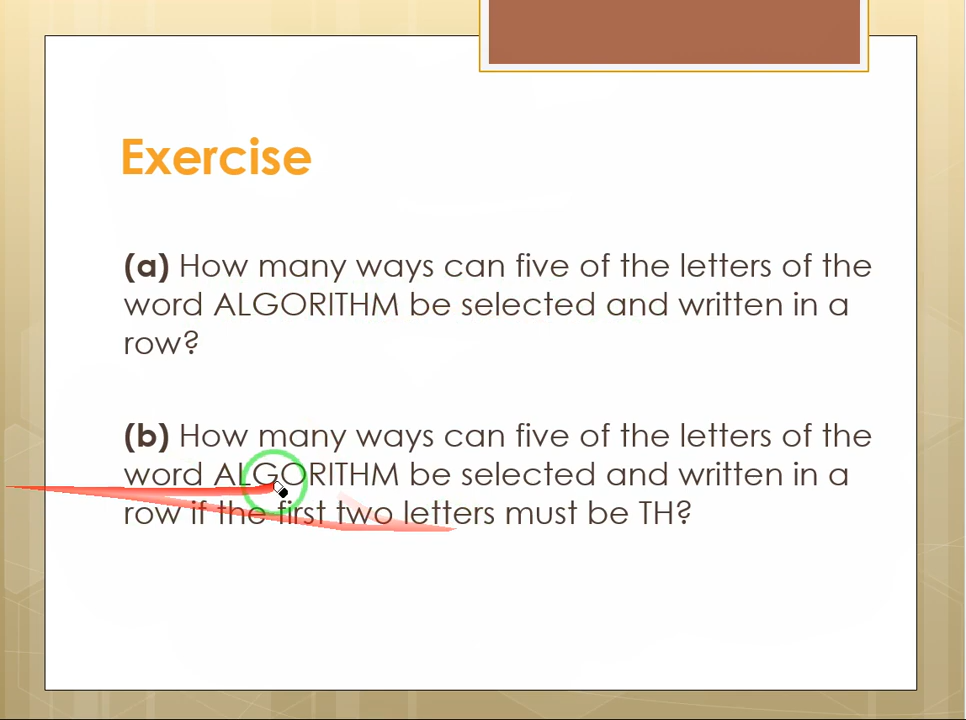 Exercise
(a) How many ways can five of the letters of the
word ALGORITHM be selected and written in a
row?
(b) How many ways can five of the letters of the
word ALGORITHM be selected and written in a
row if the first two letters must be TH?